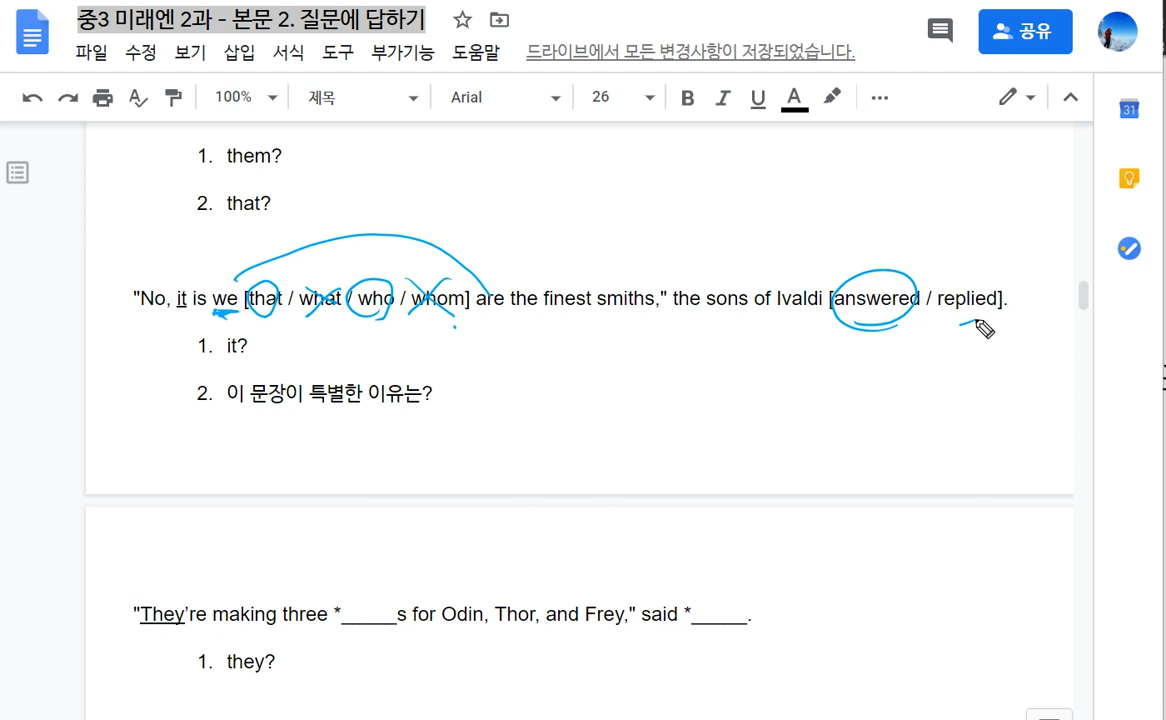 중3 미래엔 2과 - 본문 2. 질문에 답하기
공유
파일 수정 보기 삽입 서식 도구 부가기능 도움말 드라이브에서 모든 변경사항이 저장되었습니다.
100% 제목 Arial 26 B I U A
31
1. them?
2. that?
"No, it is we [that / what / who / whom] are the finest smiths," the sons of Ivaldi [answered / replied].
1. it?
2. 이 문장이 특별한 이유는?
"They're making three *_____s for Odin, Thor, and Frey," said *_____.
1. they?